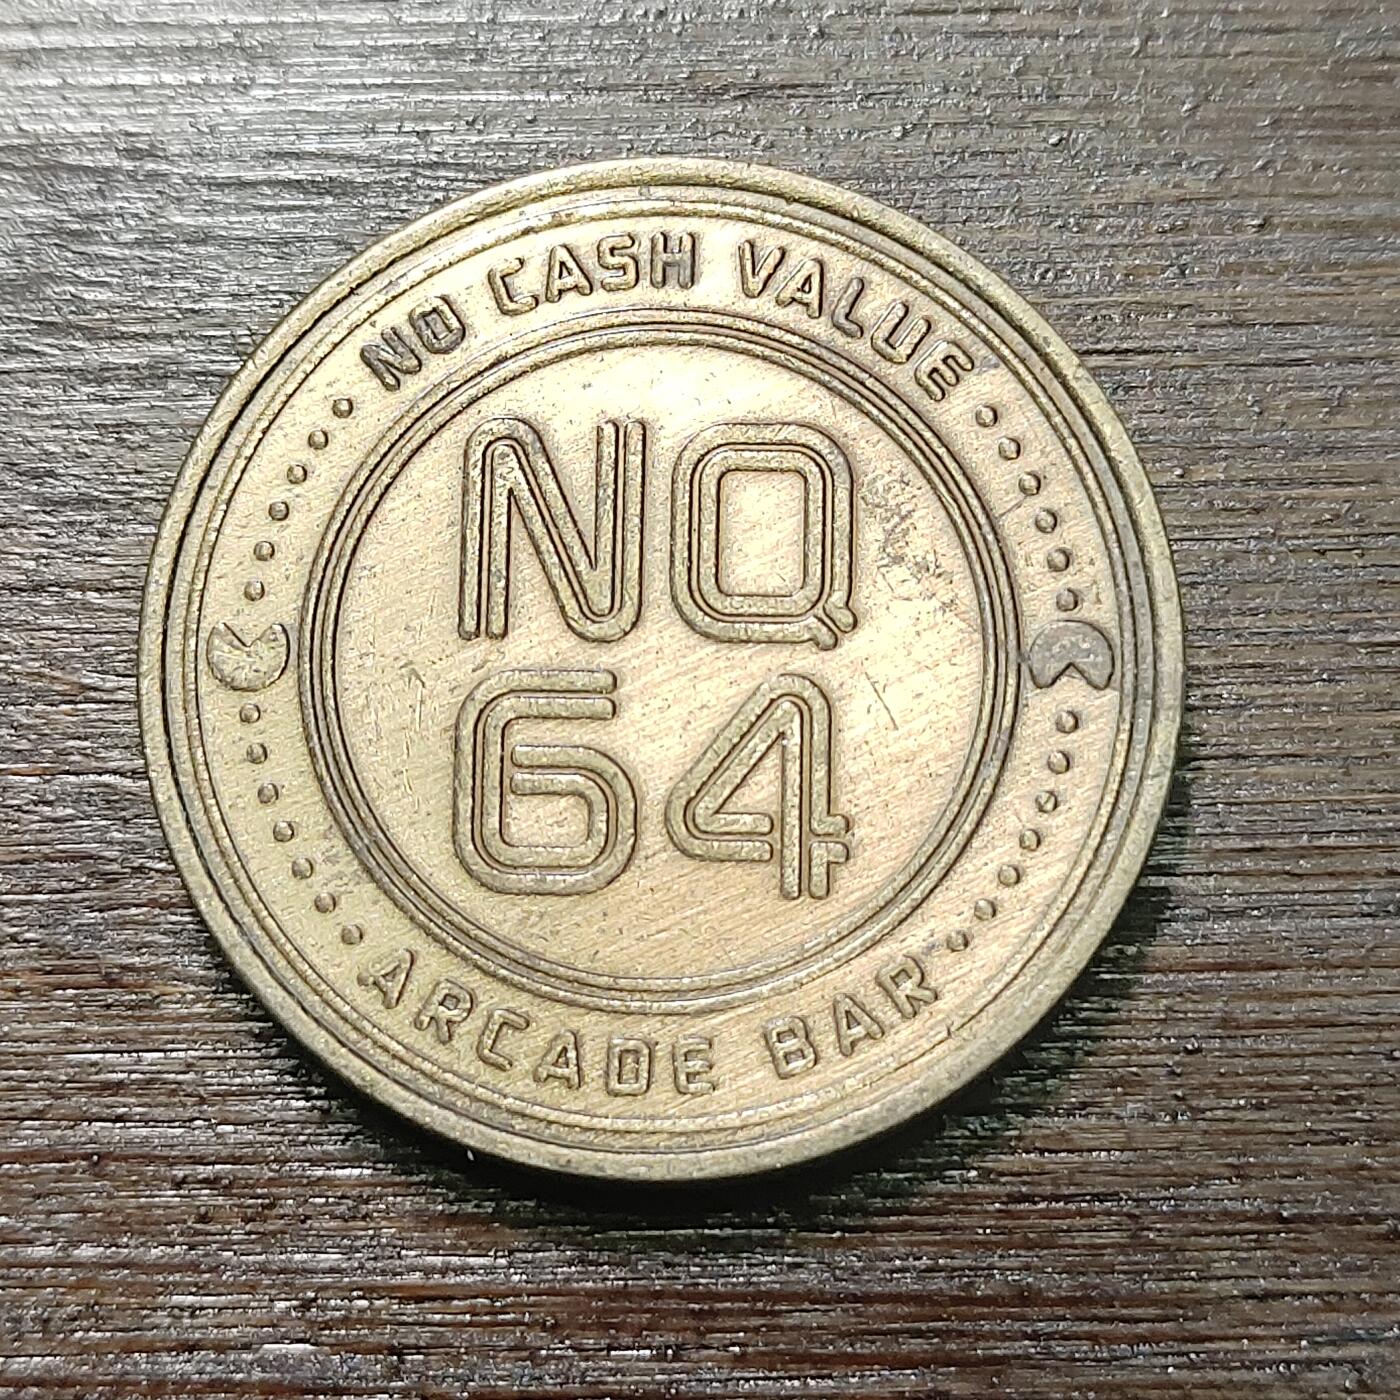 NO CASH VALUE
NQ
64
ARCADE BAR